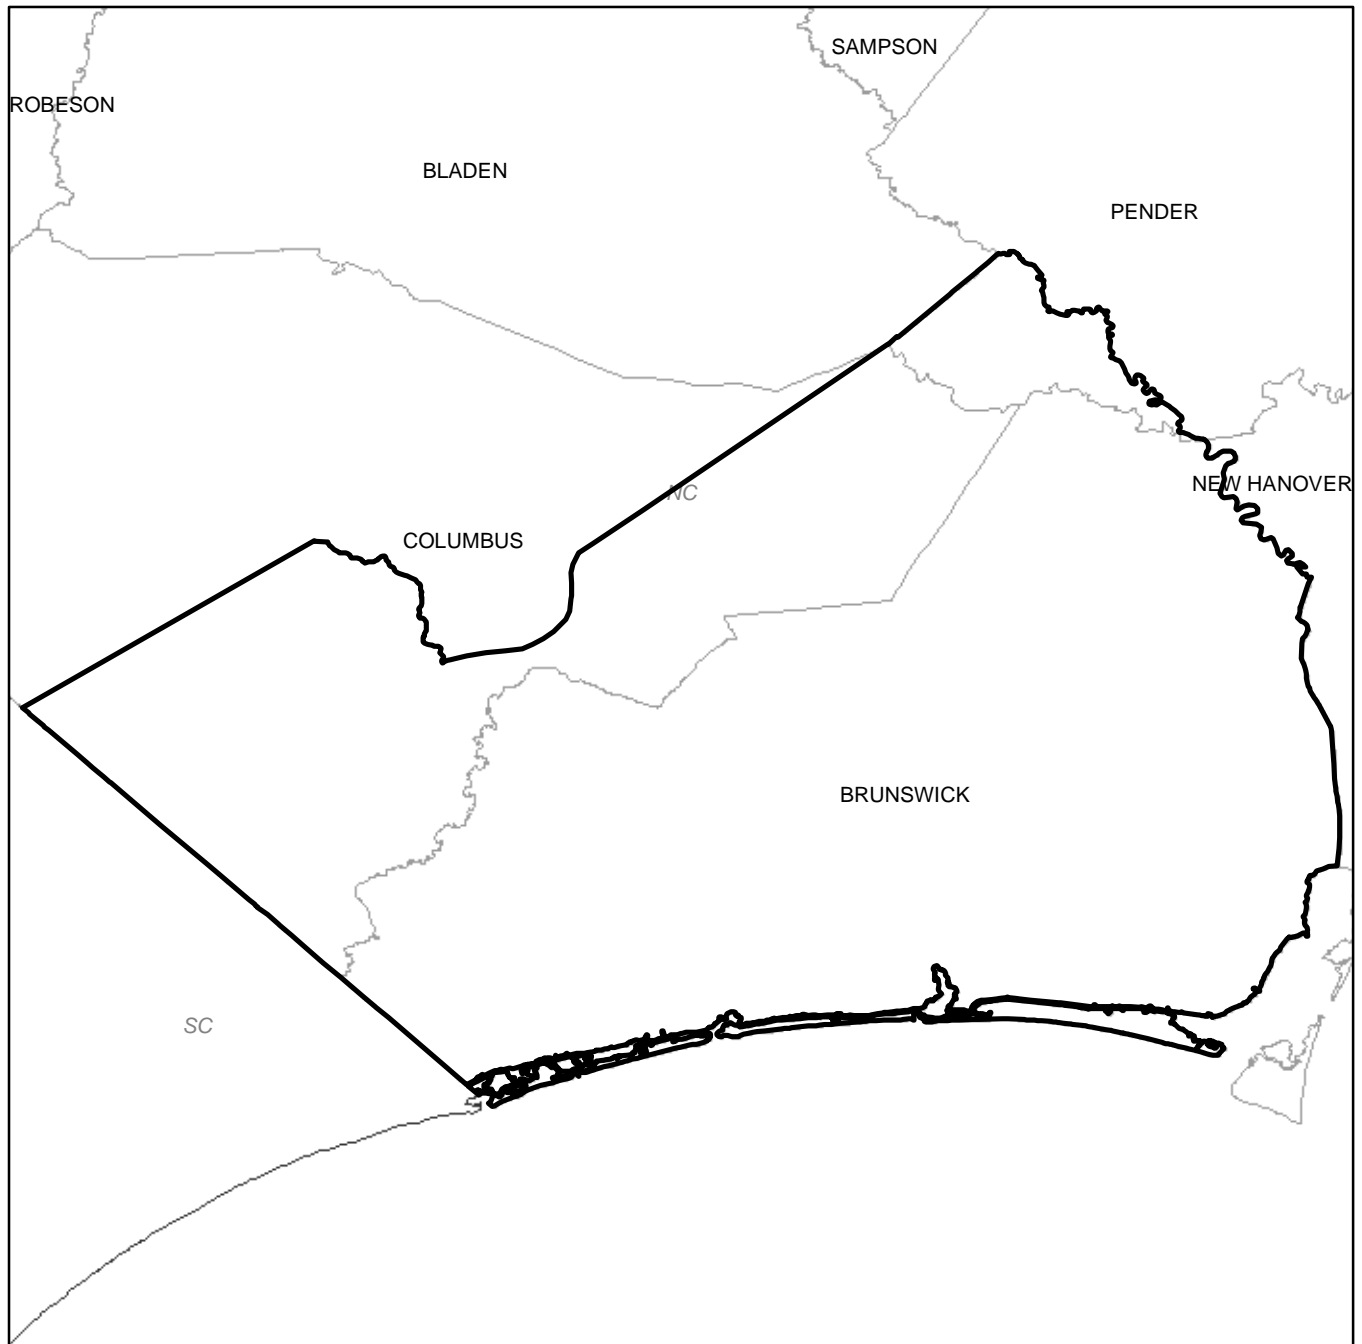 SAMPSON
ROBESON
BLADEN
PENDER
NEW HANOVER
NC
COLUMBUS
BRUNSWICK
SC